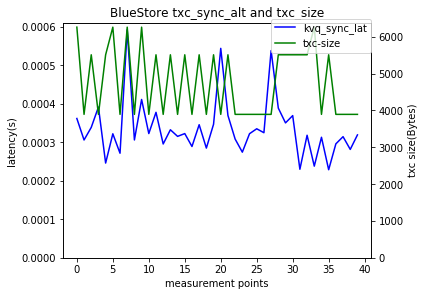 BlueStore txc_sync_alt and txc_size
kvq_sync_lat
txc-size
0.0006
0.0005
0.0004
0.0003
0.0002
0.0001
0.0000
latency(s)
6000
5000
4000
3000
2000
1000
0
txc size(Bytes)
0 5 10 15 20 25 30 35 40
measurement points